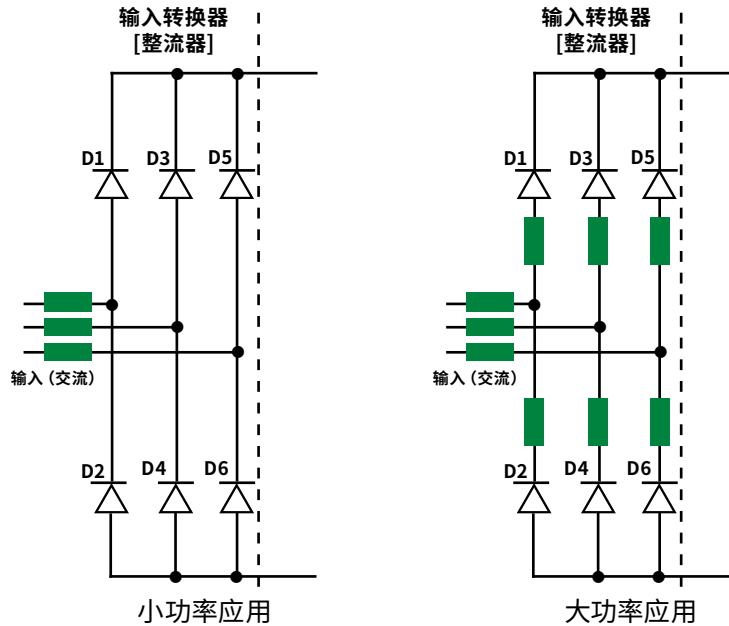 输入转换器
[整流器]
D1
D3
D5
输入（交流）
D2
D4
D6
小功率应用
输入转换器
[整流器]
D1
D3
D5
输入（交流）
D2
D4
D6
大功率应用